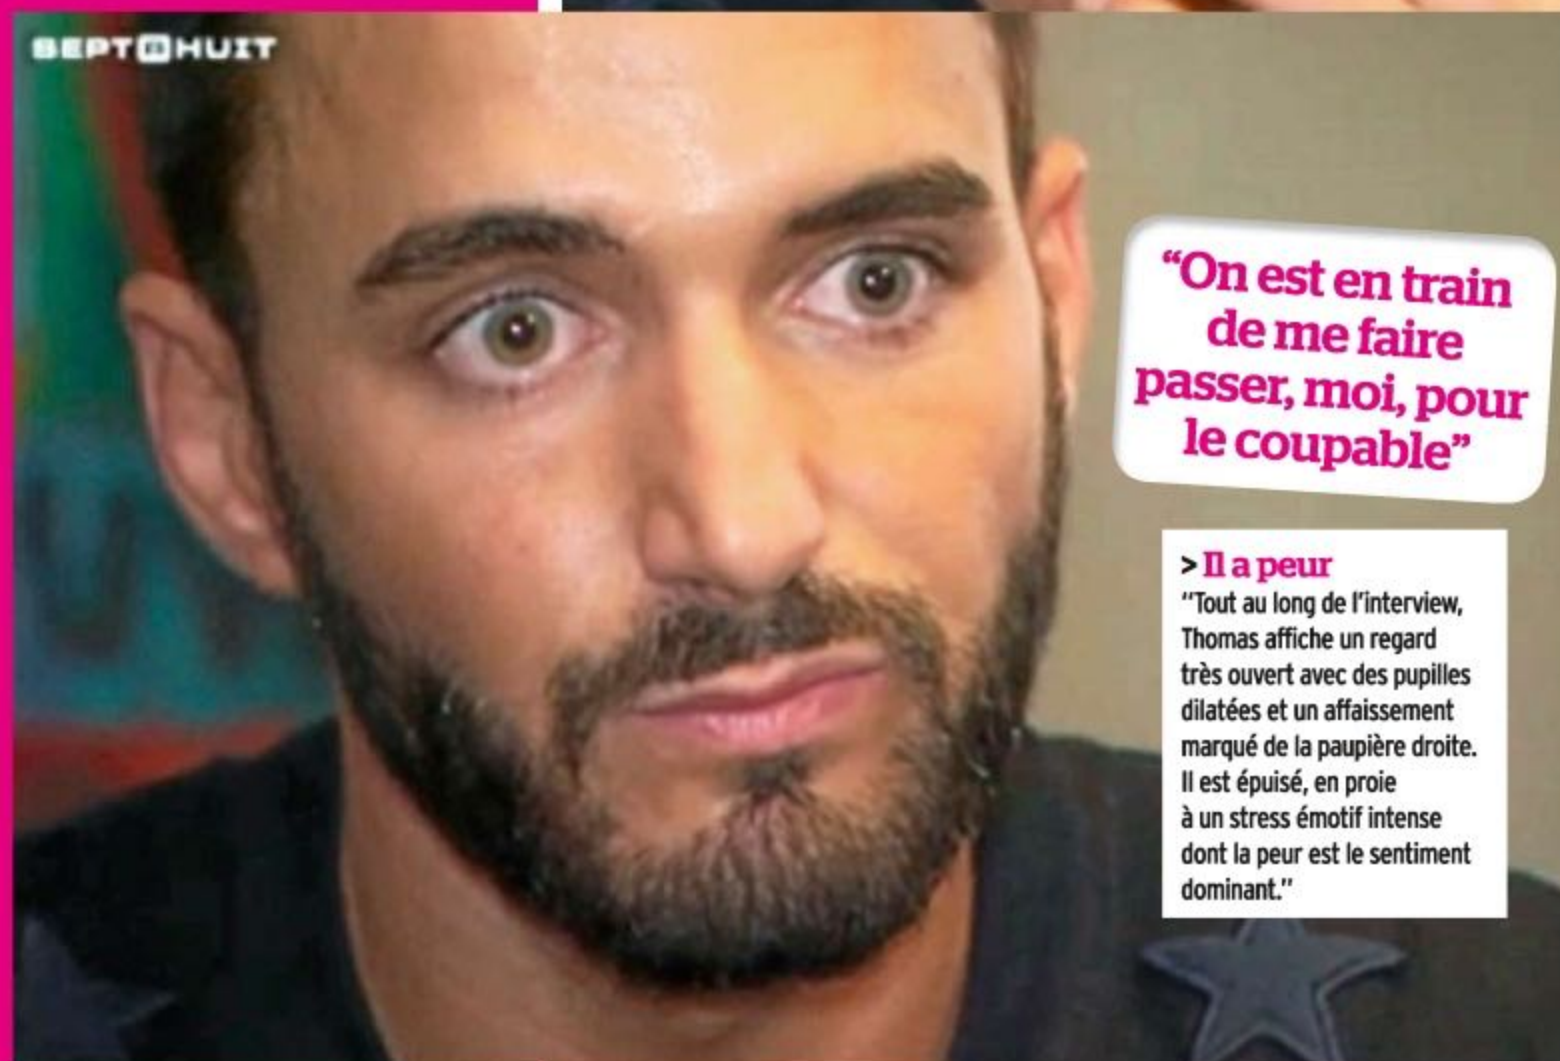 SEPT À HUIT
“On est en train
de me faire
passer, moi, pour
le coupable”
> Il a peur
“Tout au long de l’interview,
Thomas affiche un regard
très ouvert avec des pupilles
dilatées et un affaissement
marqué de la paupière droite.
Il est épuisé, en proie
à un stress émotif intense
dont la peur est le sentiment
dominant.”